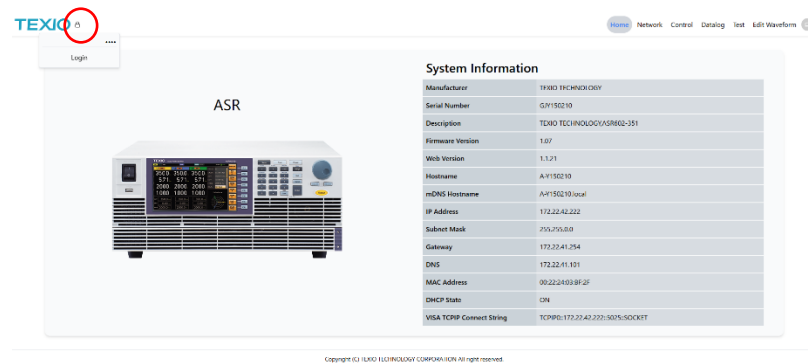 TEXIO
Home Network Control Datalog Test Edit Waveform
••••
Login
ASR
System Information
Manufacturer TEXIO TECHNOLOGY
Serial Number GJY150210
Description TEXIO TECHNOLOGY,ASR602-351
Firmware Version 1.07
Web Version 1.1.21
Hostname A-Y150210
mDNS Hostname A-Y150210.local
IP Address 172.22.42.222
Subnet Mask 255.255.0.0
Gateway 172.22.41.254
DNS 172.22.41.101
MAC Address 00:22:24:03:BF:2F
DHCP State ON
VISA TCPIP Connect String TCPIP0::172.22.42.222::5025::SOCKET
Copyright (C) TEXIO TECHNOLOGY CORPORATION All right reserved.